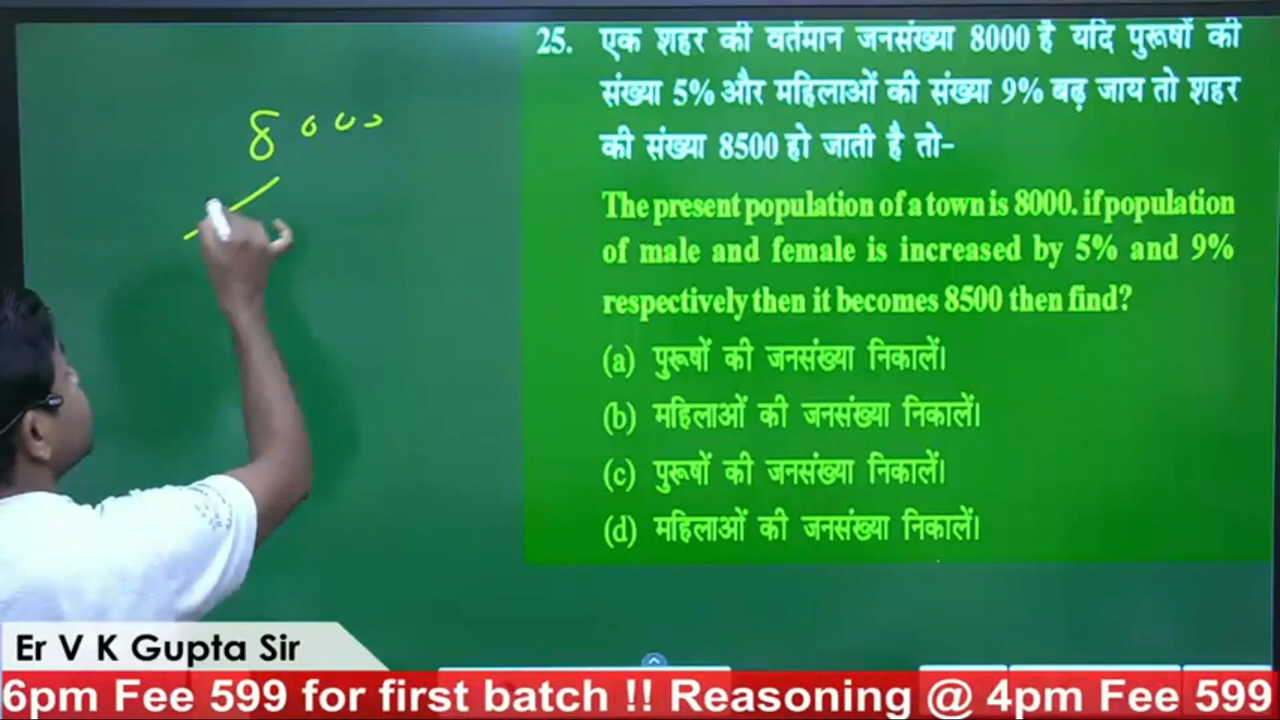 8000
25. एक शहर की वर्तमान जनसंख्या 8000 है यदि पुरूषों की
संख्या 5% और महिलाओं की संख्या 9% बढ़ जाय तो शहर
की संख्या 8500 हो जाती है तो-
The present population of a town is 8000. if population
of male and female is increased by 5% and 9%
respectively then it becomes 8500 then find?
(a) पुरूषों की जनसंख्या निकालें।
(b) महिलाओं की जनसंख्या निकालें।
(c) पुरूषों की जनसंख्या निकालें।
(d) महिलाओं की जनसंख्या निकालें।
Er V K Gupta Sir
6pm Fee 599 for first batch !! Reasoning @ 4pm Fee 599